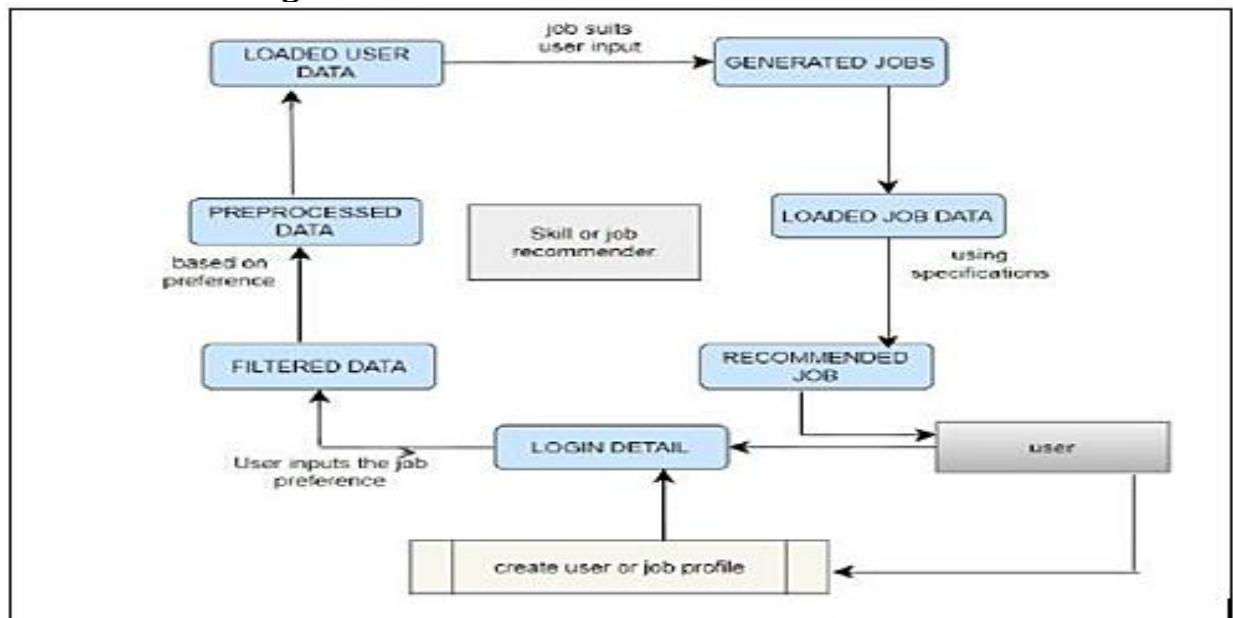 job suits
user input
LOADED USER
DATA
GENERATED JOBS
PREPROCESSED
DATA
Skill or job
recommender
LOADED JOB DATA
based on
preference
using
specifications
FILTERED DATA
RECOMMENDED
JOB
LOGIN DETAIL
user
User inputs the job
preference
create user or job profile